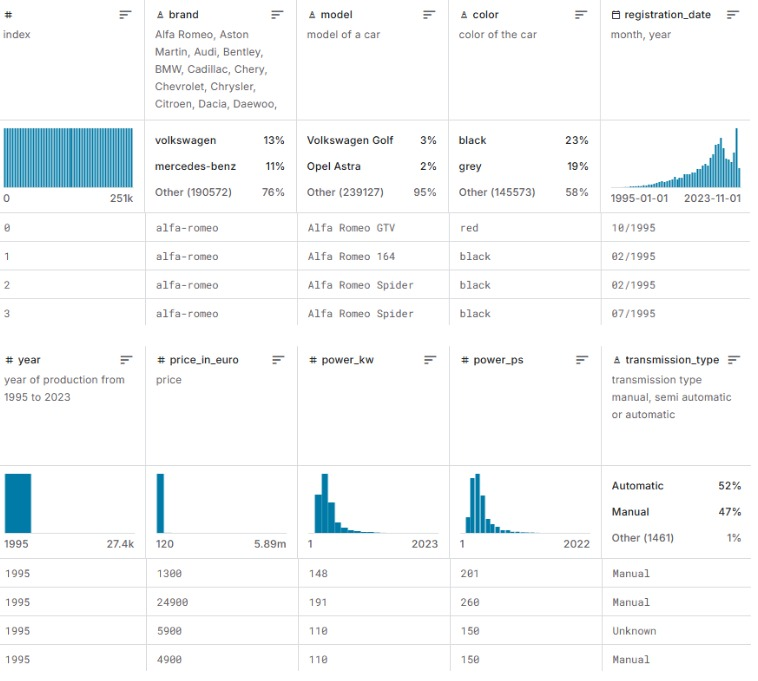 # brand model color registration_date
index Alfa Romeo, Aston model of a car color of the car month, year
Martin, Audi, Bentley,
BMW, Cadillac, Chery,
Chevrolet, Chrysler,
Citroen, Dacia, Daewoo,
volkswagen 13% Volkswagen Golf 3% black 23%
mercedes-benz 11% Opel Astra 2% grey 19%
Other (190572) 76% Other (239127) 95% Other (145573) 58%
0 251k 1995-01-01 2023-11-01
0 alfa-romeo Alfa Romeo GTV red 10/1995
1 alfa-romeo Alfa Romeo 164 black 02/1995
2 alfa-romeo Alfa Romeo Spider black 02/1995
3 alfa-romeo Alfa Romeo Spider black 07/1995
# year # price_in_euro # power_kw # power_ps transmission_type
year of production from price transmission type
1995 to 2023 manual, semi automatic
or automatic
Automatic 52%
Manual 47%
Other (1461) 1%
1995 27.4k 120 5.89m 1 2023 1 2022
1995 1300 148 201 Manual
1995 24900 191 260 Manual
1995 5900 110 150 Unknown
1995 4900 110 150 Manual